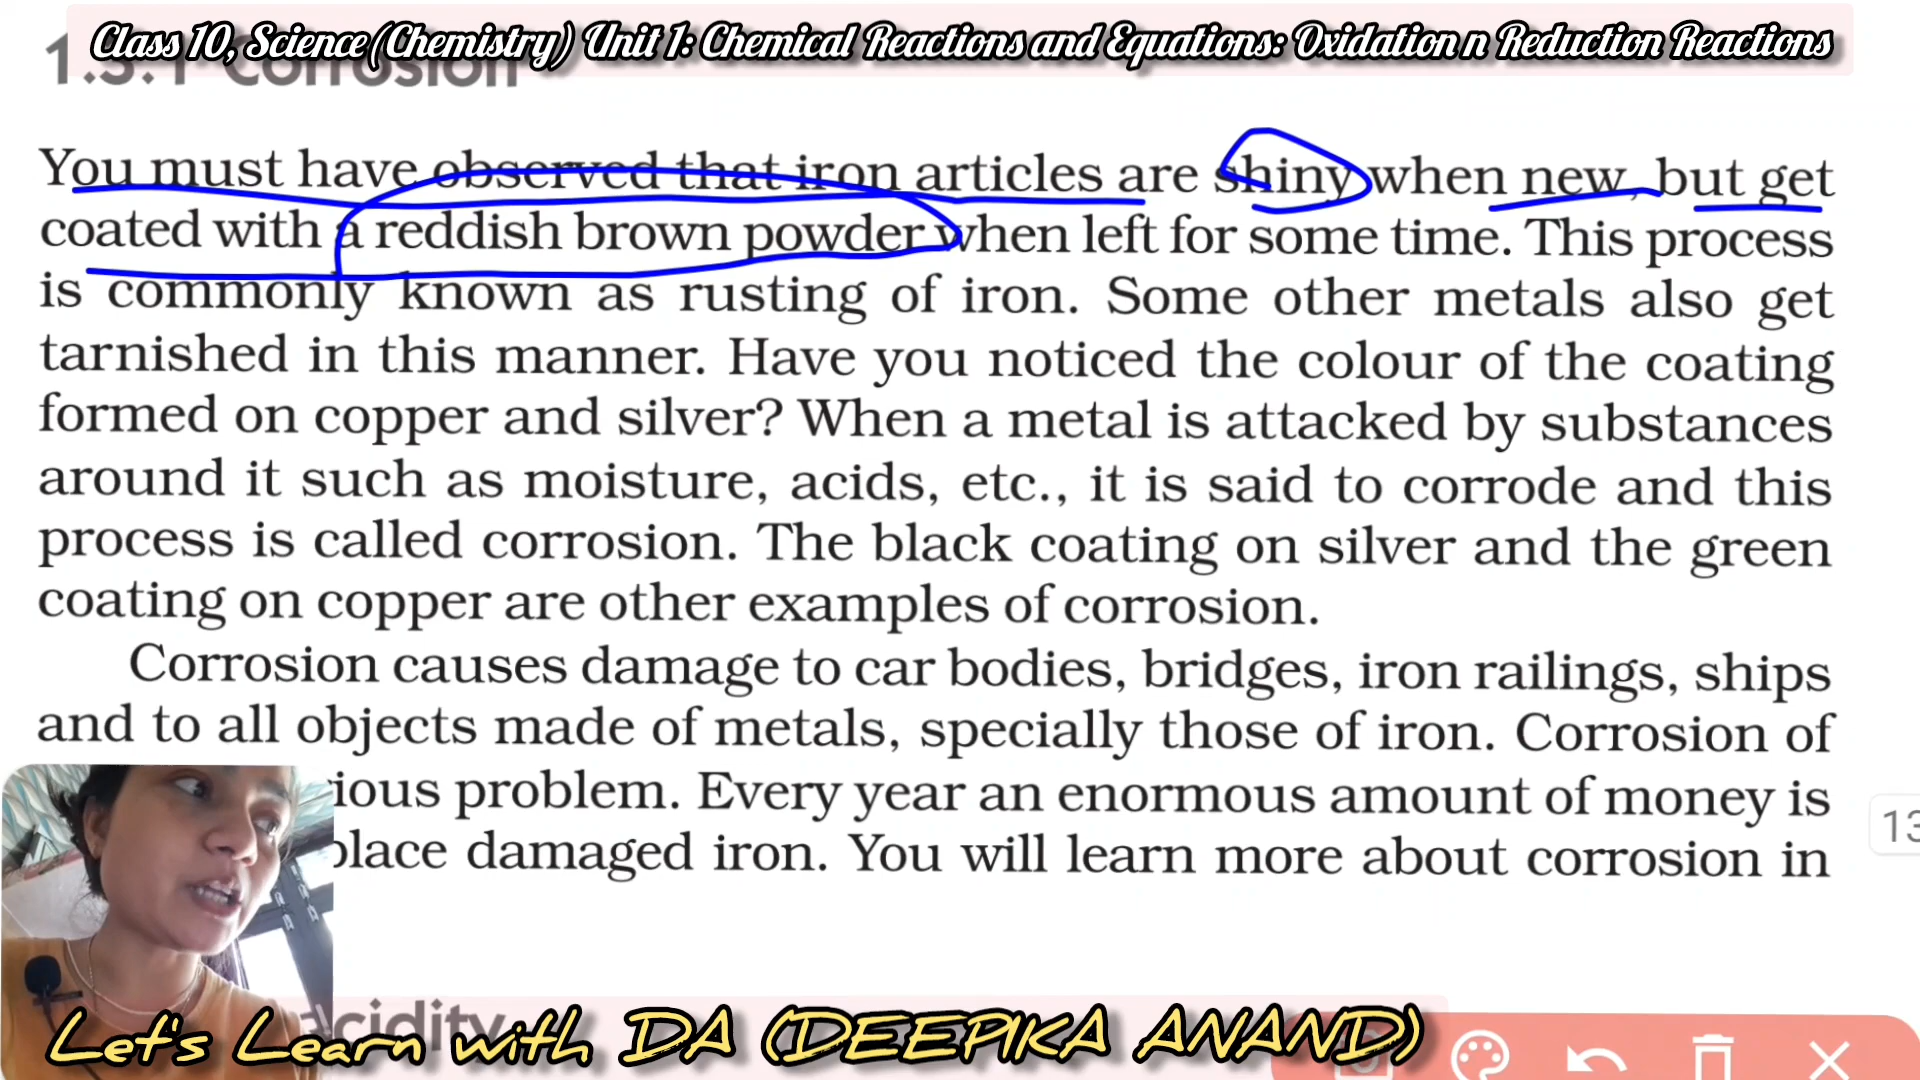 Class 10, Science(Chemistry) Unit 1: Chemical Reactions and Equations: Oxidation n Reduction Reactions
Corrosion
You must have observed that iron articles are shiny when new, but get
coated with a reddish brown powder when left for some time. This process
is commonly known as rusting of iron. Some other metals also get
tarnished in this manner. Have you noticed the colour of the coating
formed on copper and silver? When a metal is attacked by substances
around it such as moisture, acids, etc., it is said to corrode and this
process is called corrosion. The black coating on silver and the green
coating on copper are other examples of corrosion.
Corrosion causes damage to car bodies, bridges, iron railings, ships
and to all objects made of metals, specially those of iron. Corrosion of
problem. Every year an enormous amount of money is
damaged iron. You will learn more about corrosion in
13
Let's Learn with DA (DEEPIKA ANAND)